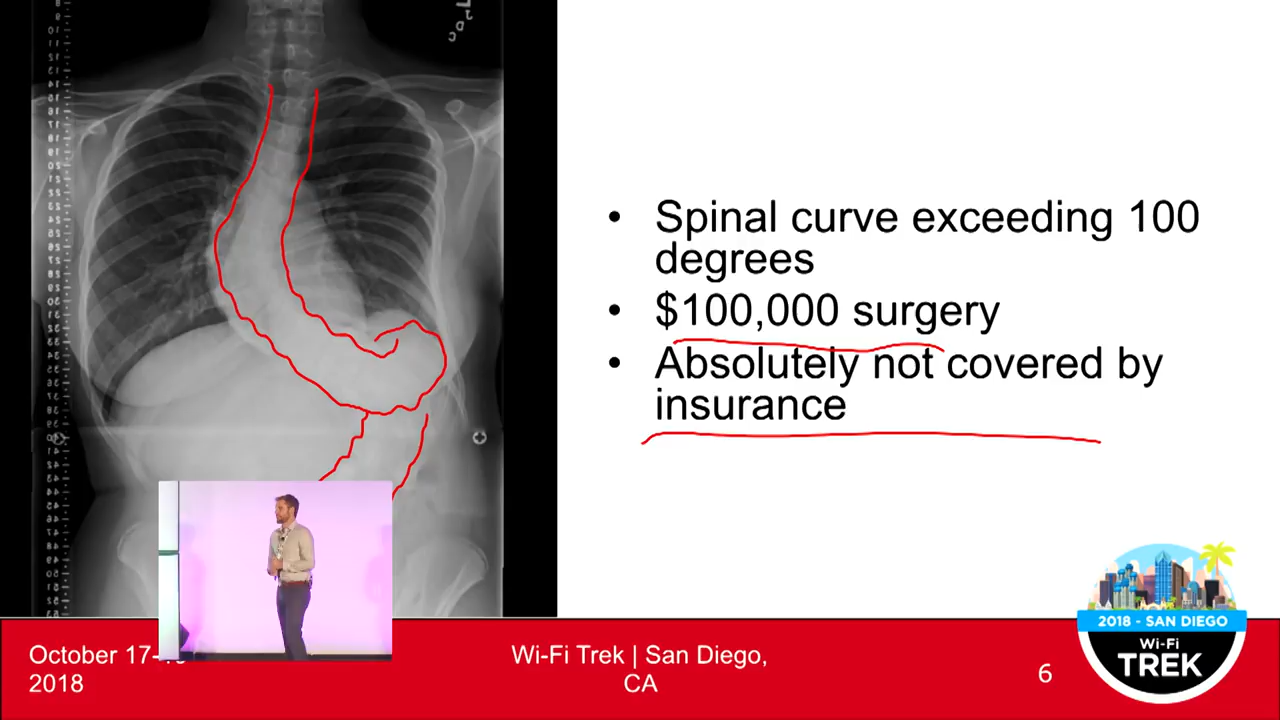 • Spinal curve exceeding 100
degrees
• $100,000 surgery
• Absolutely not covered by
insurance
October 17-
2018
Wi-Fi Trek | San Diego,
CA
6
2018 - SAN DIEGO
Wi-Fi
TREK